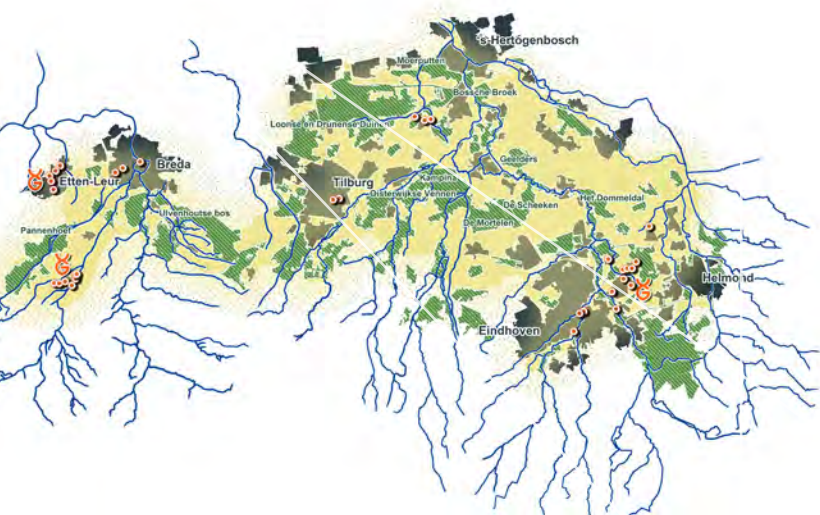 's-Hertogenbosch
Moerputten
Bossche Broek
Loonse en Drunense Duinen
Breda
Geelders
Etten-Leur
Tilburg
Kampina
Oisterwijkse Vennen
Het Dommeldal
De Scheeken
Ulvenhoutse bos
De Mortelen
Pannenhoef
Helmond
Eindhoven